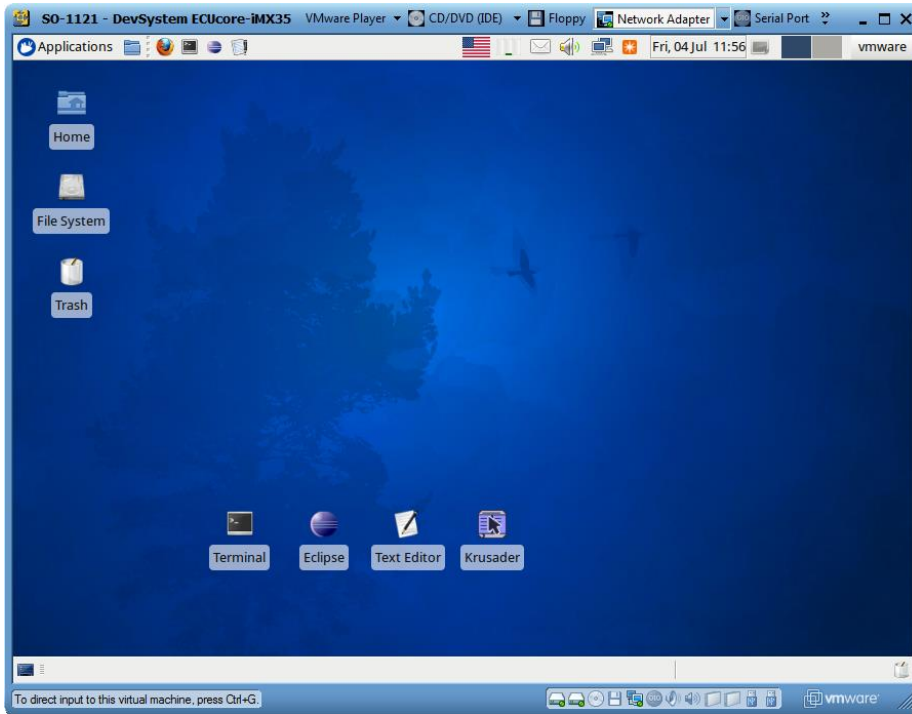 SO-1121 - DevSystem ECUcore-iMX35 VMware Player CD/DVD (IDE) Floppy Network Adapter Serial Port
Applications Fri, 04 Jul 11:56 vmware
Home
File System
Trash
Terminal Eclipse Text Editor Krusader
To direct input to this virtual machine, press Ctrl+G. vmware